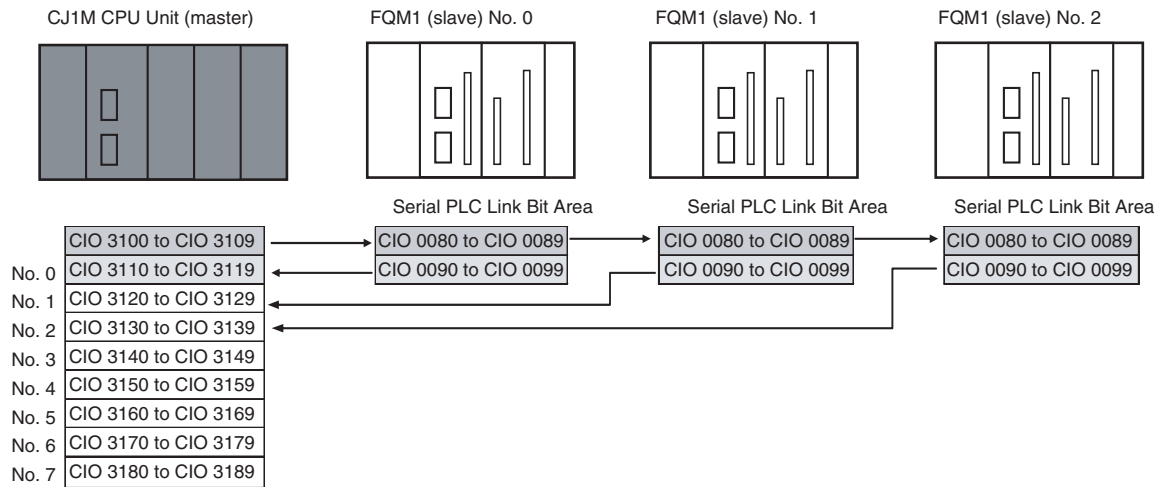 CJ1M CPU Unit (master)
FQM1 (slave) No. 0
FQM1 (slave) No. 1
FQM1 (slave) No. 2
Serial PLC Link Bit Area
Serial PLC Link Bit Area
Serial PLC Link Bit Area
CIO 3100 to CIO 3109
CIO 0080 to CIO 0089
CIO 0080 to CIO 0089
CIO 0080 to CIO 0089
No. 0 CIO 3110 to CIO 3119
CIO 0090 to CIO 0099
CIO 0090 to CIO 0099
CIO 0090 to CIO 0099
No. 1 CIO 3120 to CIO 3129
No. 2 CIO 3130 to CIO 3139
No. 3 CIO 3140 to CIO 3149
No. 4 CIO 3150 to CIO 3159
No. 5 CIO 3160 to CIO 3169
No. 6 CIO 3170 to CIO 3179
No. 7 CIO 3180 to CIO 3189